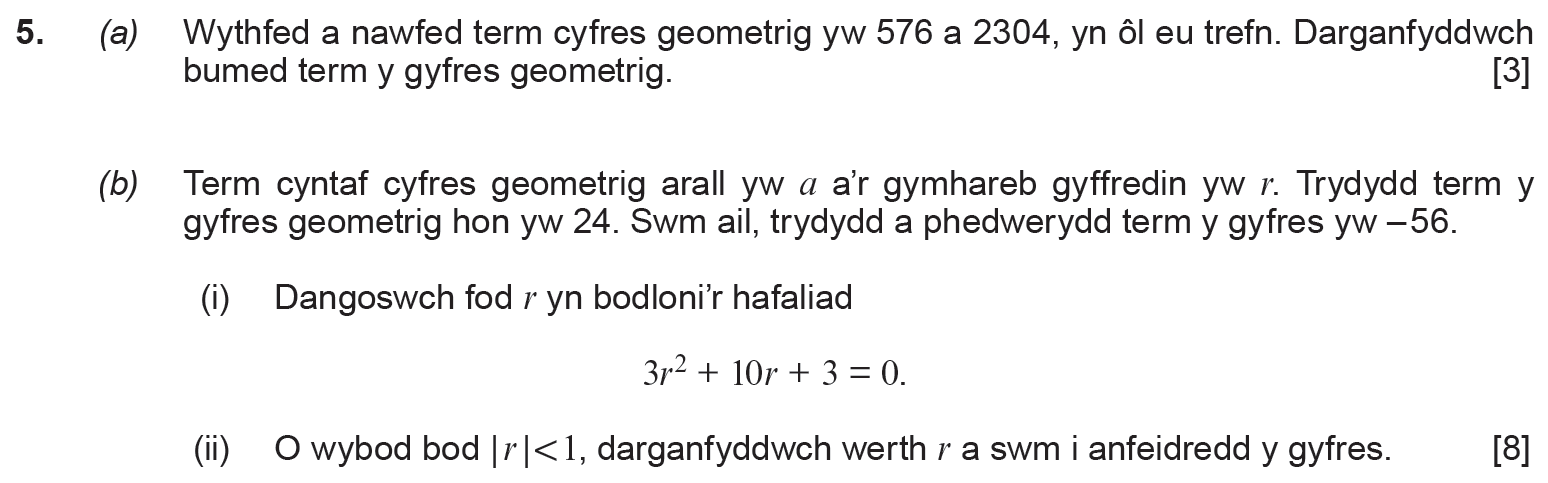 5. (a) Wythfed a nawfed term cyfres geometrig yw 576 a 2304, yn ôl eu trefn. Darganfyddwch
bumed term y gyfres geometrig. [3]
(b) Term cyntaf cyfres geometrig arall yw a a'r gymhareb gyffredin yw r. Trydydd term y
gyfres geometrig hon yw 24. Swm ail, trydydd a phedwerydd term y gyfres yw –56.
(i) Dangoswch fod r yn bodloni'r hafaliad
3r² + 10r + 3 = 0.
(ii) O wybod bod |r|<1, darganfyddwch werth r a swm i anfeidredd y gyfres. [8]